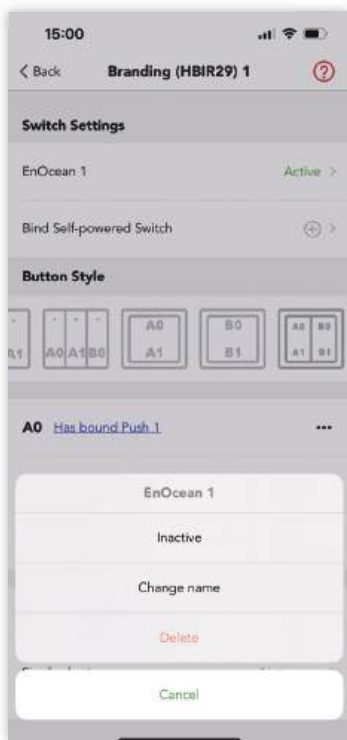 15:00
< Back Branding (HBIR29) 1 ?
Switch Settings
EnOcean 1 Active >
Bind Self-powered Switch >
Button Style
A1 A0 A1 B0 A0 A1 B0 B1 A0 B0 A1 B1
A0 Has bound Push 1 •••
EnOcean 1
Inactive
Change name
Delete
Cancel